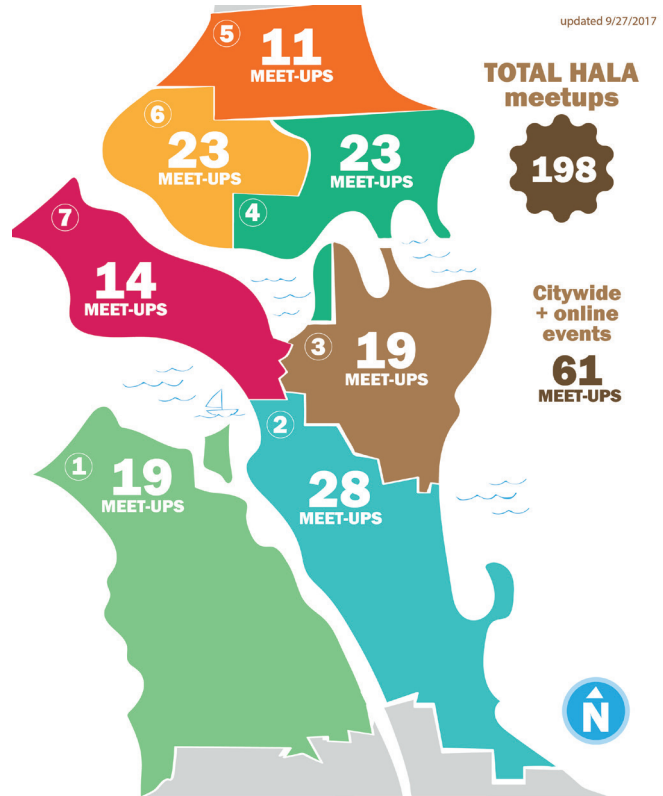 updated 9/27/2017
TOTAL HALA
meetups
198
Citywide
+ online
events
61
MEET-UPS
5
11
MEET-UPS
6
23
MEET-UPS
23
MEET-UPS
4
7
14
MEET-UPS
3
19
MEET-UPS
2
28
MEET-UPS
1
19
MEET-UPS
N